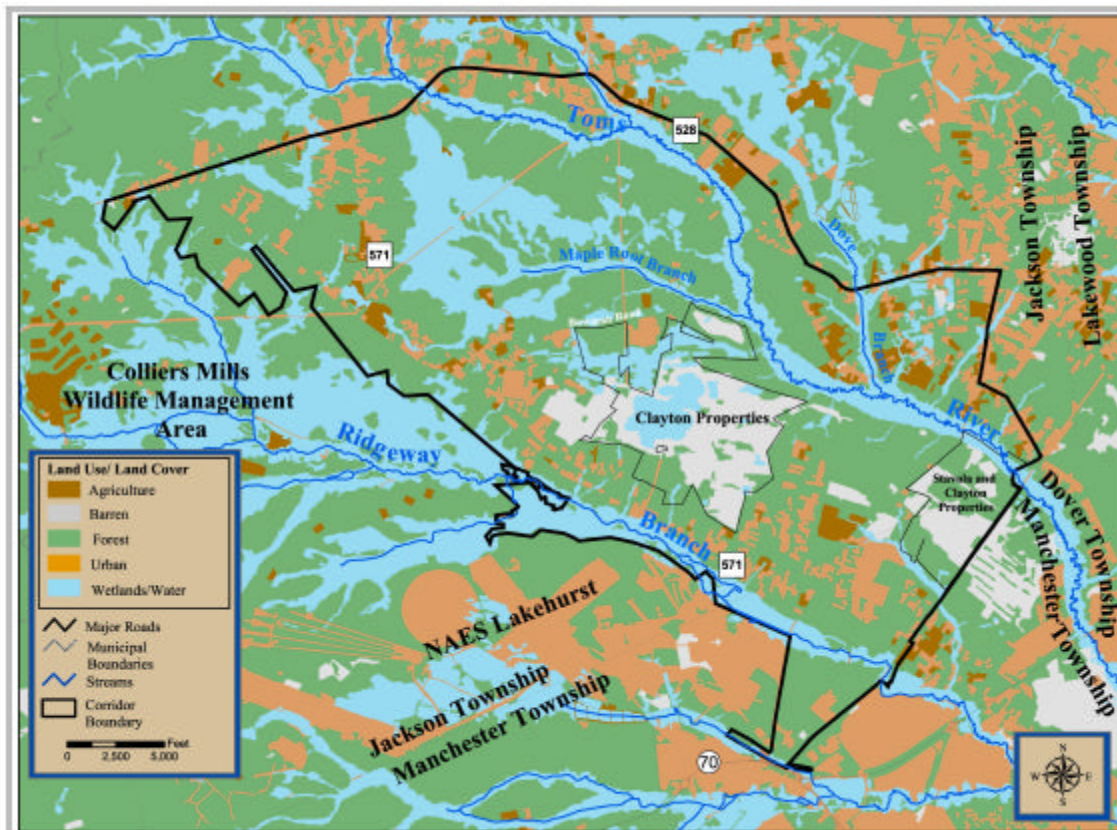 Toms
528
571
Maple Root Branch
Dove
Branch
Jackson Township
Lakewood Township
Colliers Mills
Wildlife Management
Area
Clayton Properties
Ridgeway
Branch
River
Stavola and
Clayton
Properties
571
Dover Township
Manchester Township
NAES Lakehurst
Jackson Township
Manchester Township
70
Land Use/ Land Cover
Agriculture
Barren
Forest
Urban
Wetlands/Water
Major Roads
Municipal
Boundaries
Streams
Corridor
Boundary
Feet
0 2,500 5,000
N
W E
S